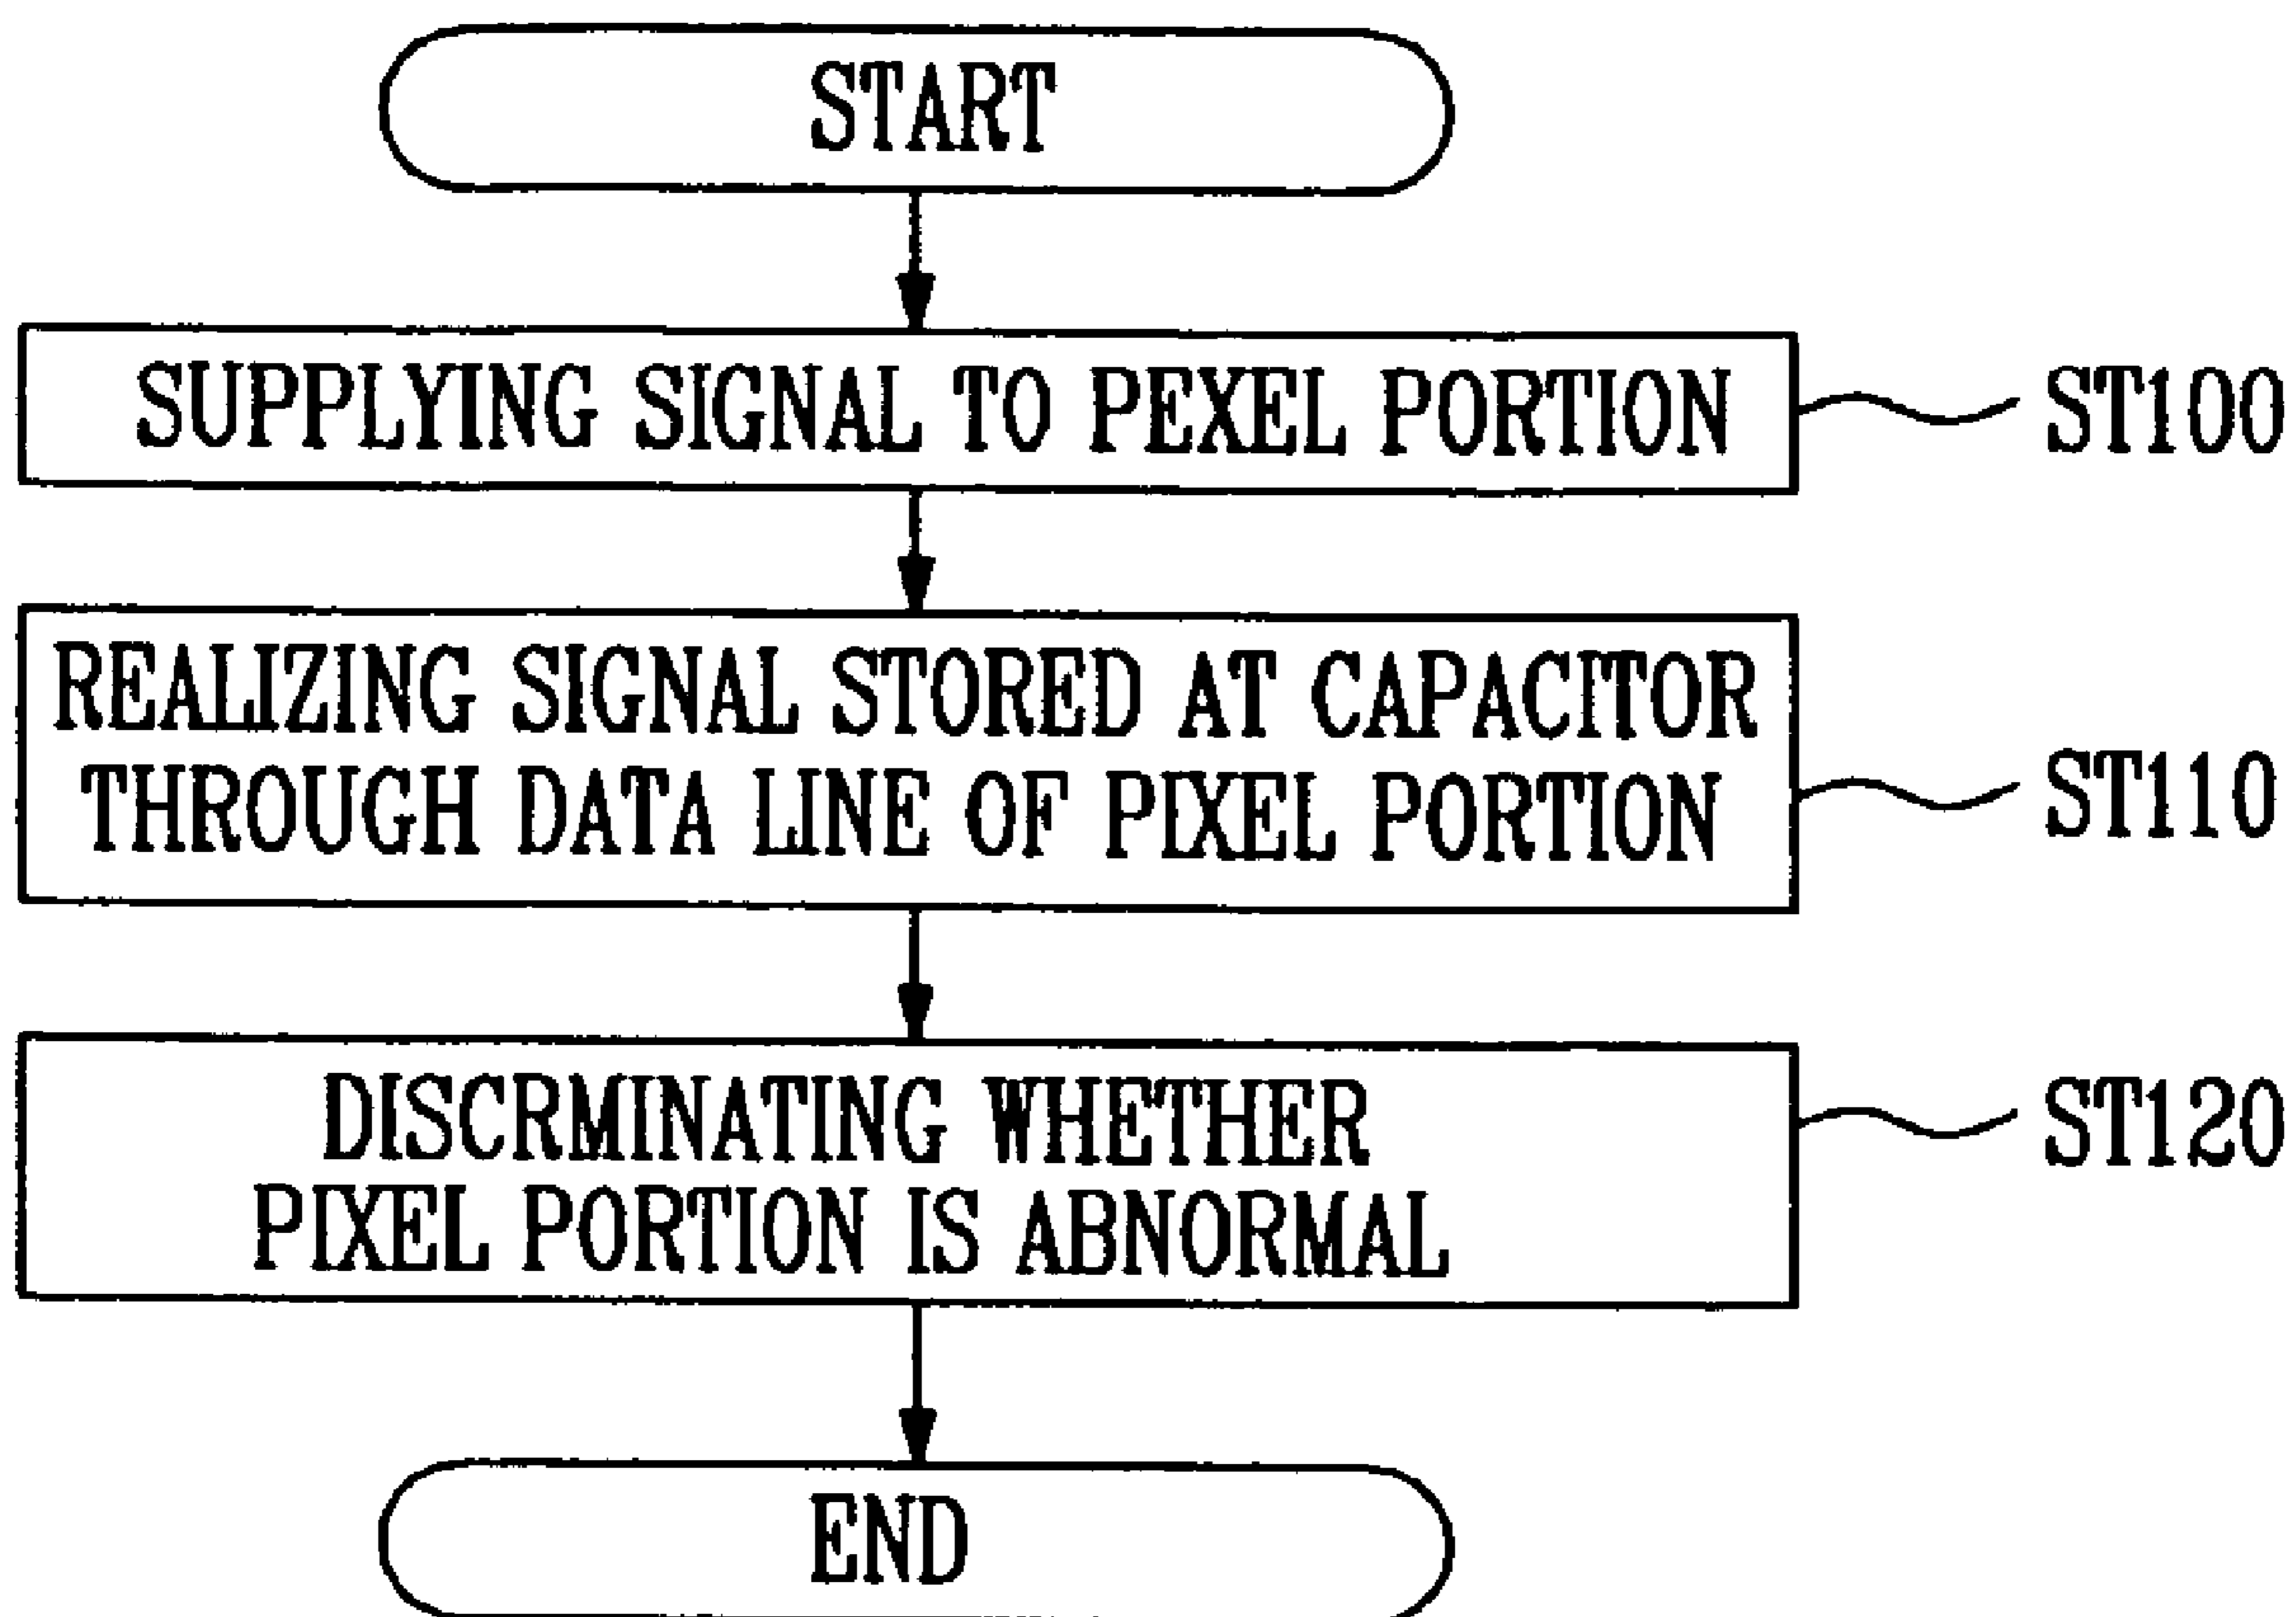 START
SUPPLYING SIGNAL TO PEXEL PORTION
ST100
REALIZING SIGNAL STORED AT CAPACITOR
THROUGH DATA LINE OF PIXEL PORTION
ST110
DISCRMINATING WHETHER
PIXEL PORTION IS ABNORMAL
ST120
END